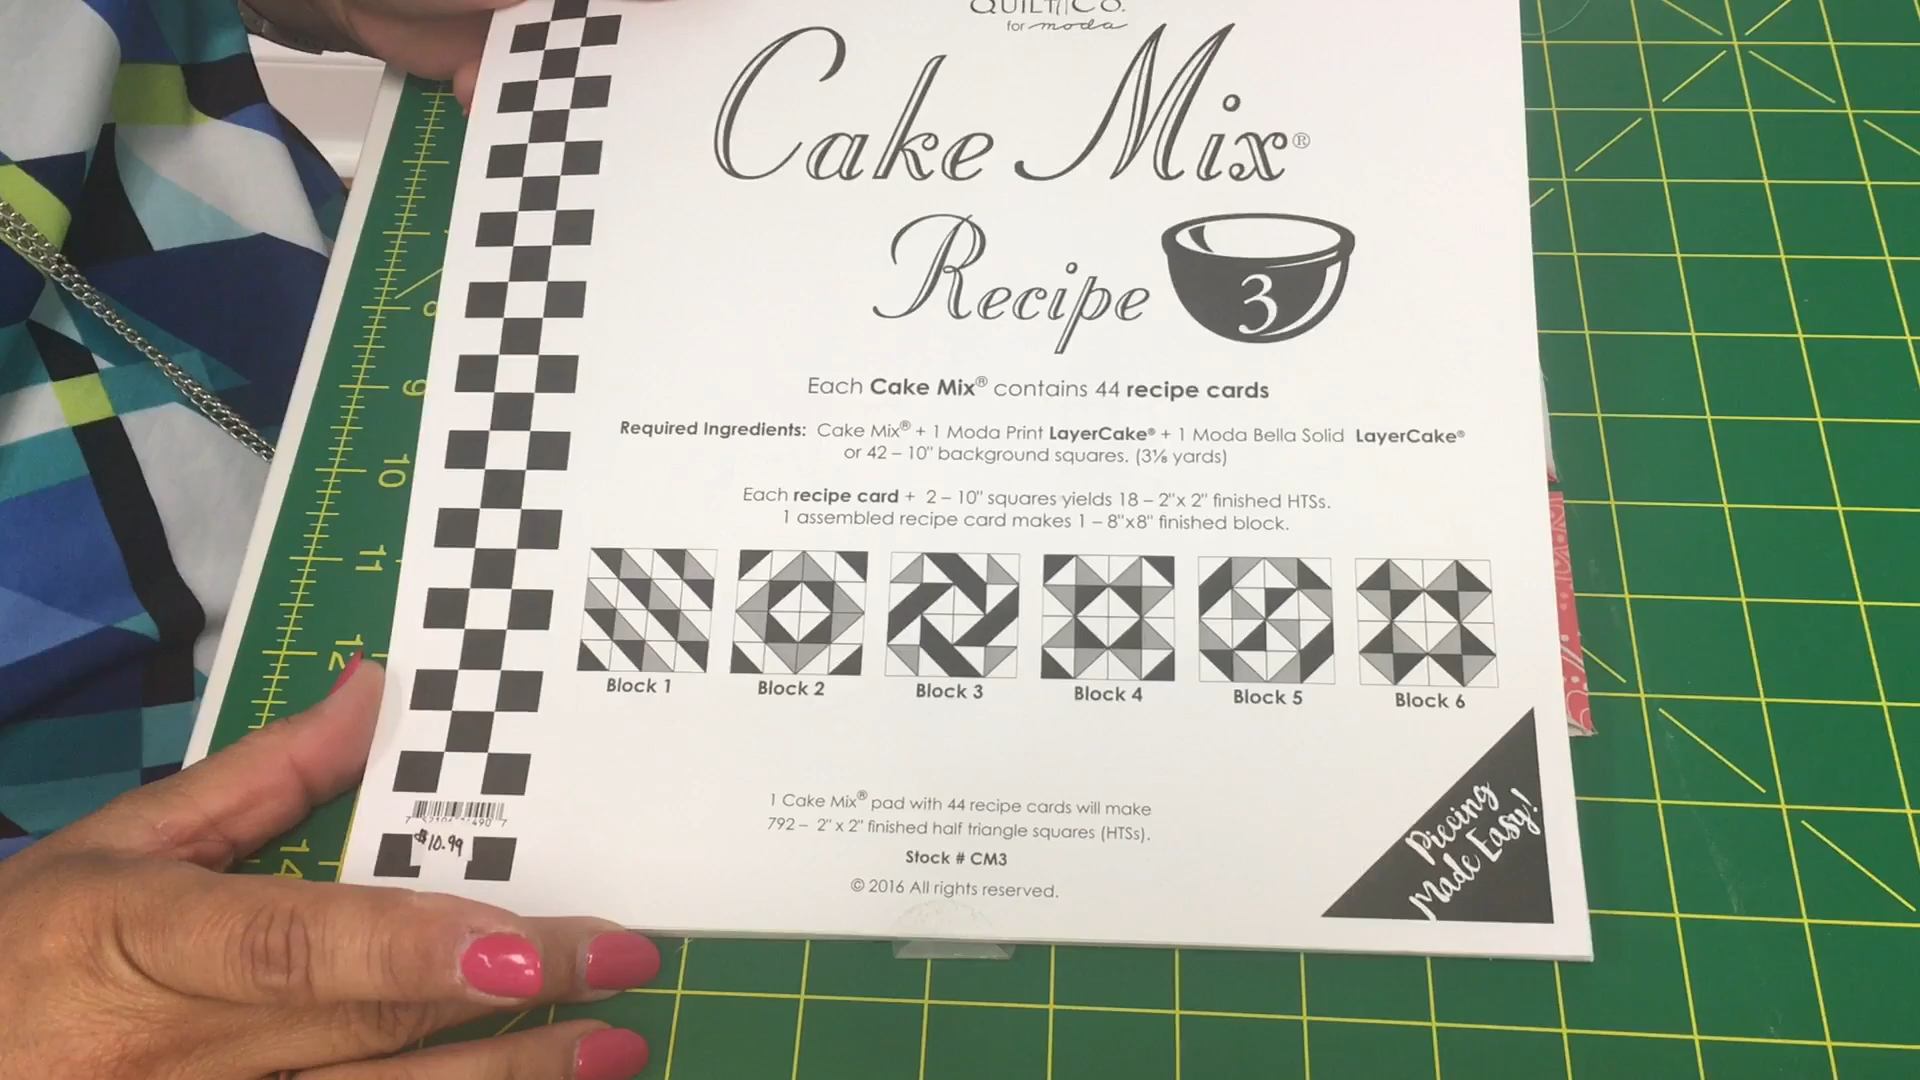 QUILT CO.
for moda
Cake Mix®
Recipe 3
Each Cake Mix® contains 44 recipe cards
Required Ingredients: Cake Mix® + 1 Moda Print LayerCake® + 1 Moda Bella Solid LayerCake®
or 42 – 10" background squares. (3⅛ yards)
Each recipe card + 2 – 10" squares yields 18 – 2"x 2" finished HTSs.
1 assembled recipe card makes 1 – 8"x8" finished block.
Block 1 Block 2 Block 3 Block 4 Block 5 Block 6
1 Cake Mix® pad with 44 recipe cards will make
792 – 2" x 2" finished half triangle squares (HTSs).
Stock # CM3
© 2016 All rights reserved.
Piecing
Made Easy!
$10.99
9
10
11
12
14